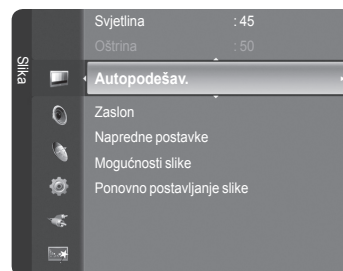 Slika
Svjetlina : 45
Oštrina : 50
Autopodešav.
Zaslon
Napredne postavke
Mogućnosti slike
Ponovno postavljanje slike